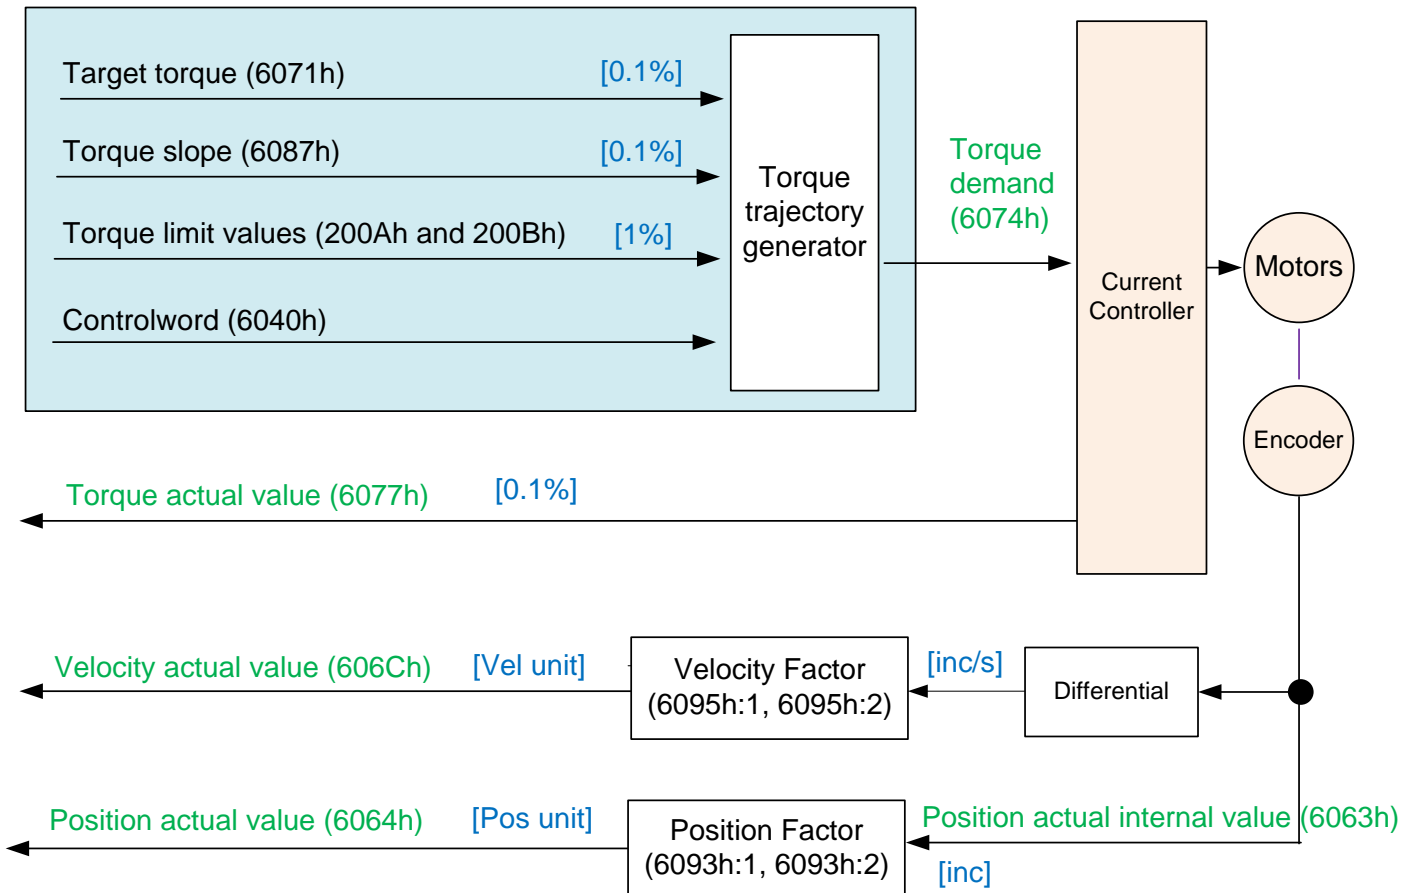 Target torque (6071h) [0.1%]
Torque slope (6087h) [0.1%]
Torque limit values (200Ah and 200Bh) [1%]
Controlword (6040h)
Torque
trajectory
generator
Torque
demand
(6074h)
Current
Controller
Motors
Encoder
Torque actual value (6077h) [0.1%]
Velocity actual value (606Ch) [Vel unit]
Velocity Factor
(6095h:1, 6095h:2)
[inc/s]
Differential
Position actual value (6064h) [Pos unit]
Position Factor
(6093h:1, 6093h:2)
Position actual internal value (6063h)
[inc]